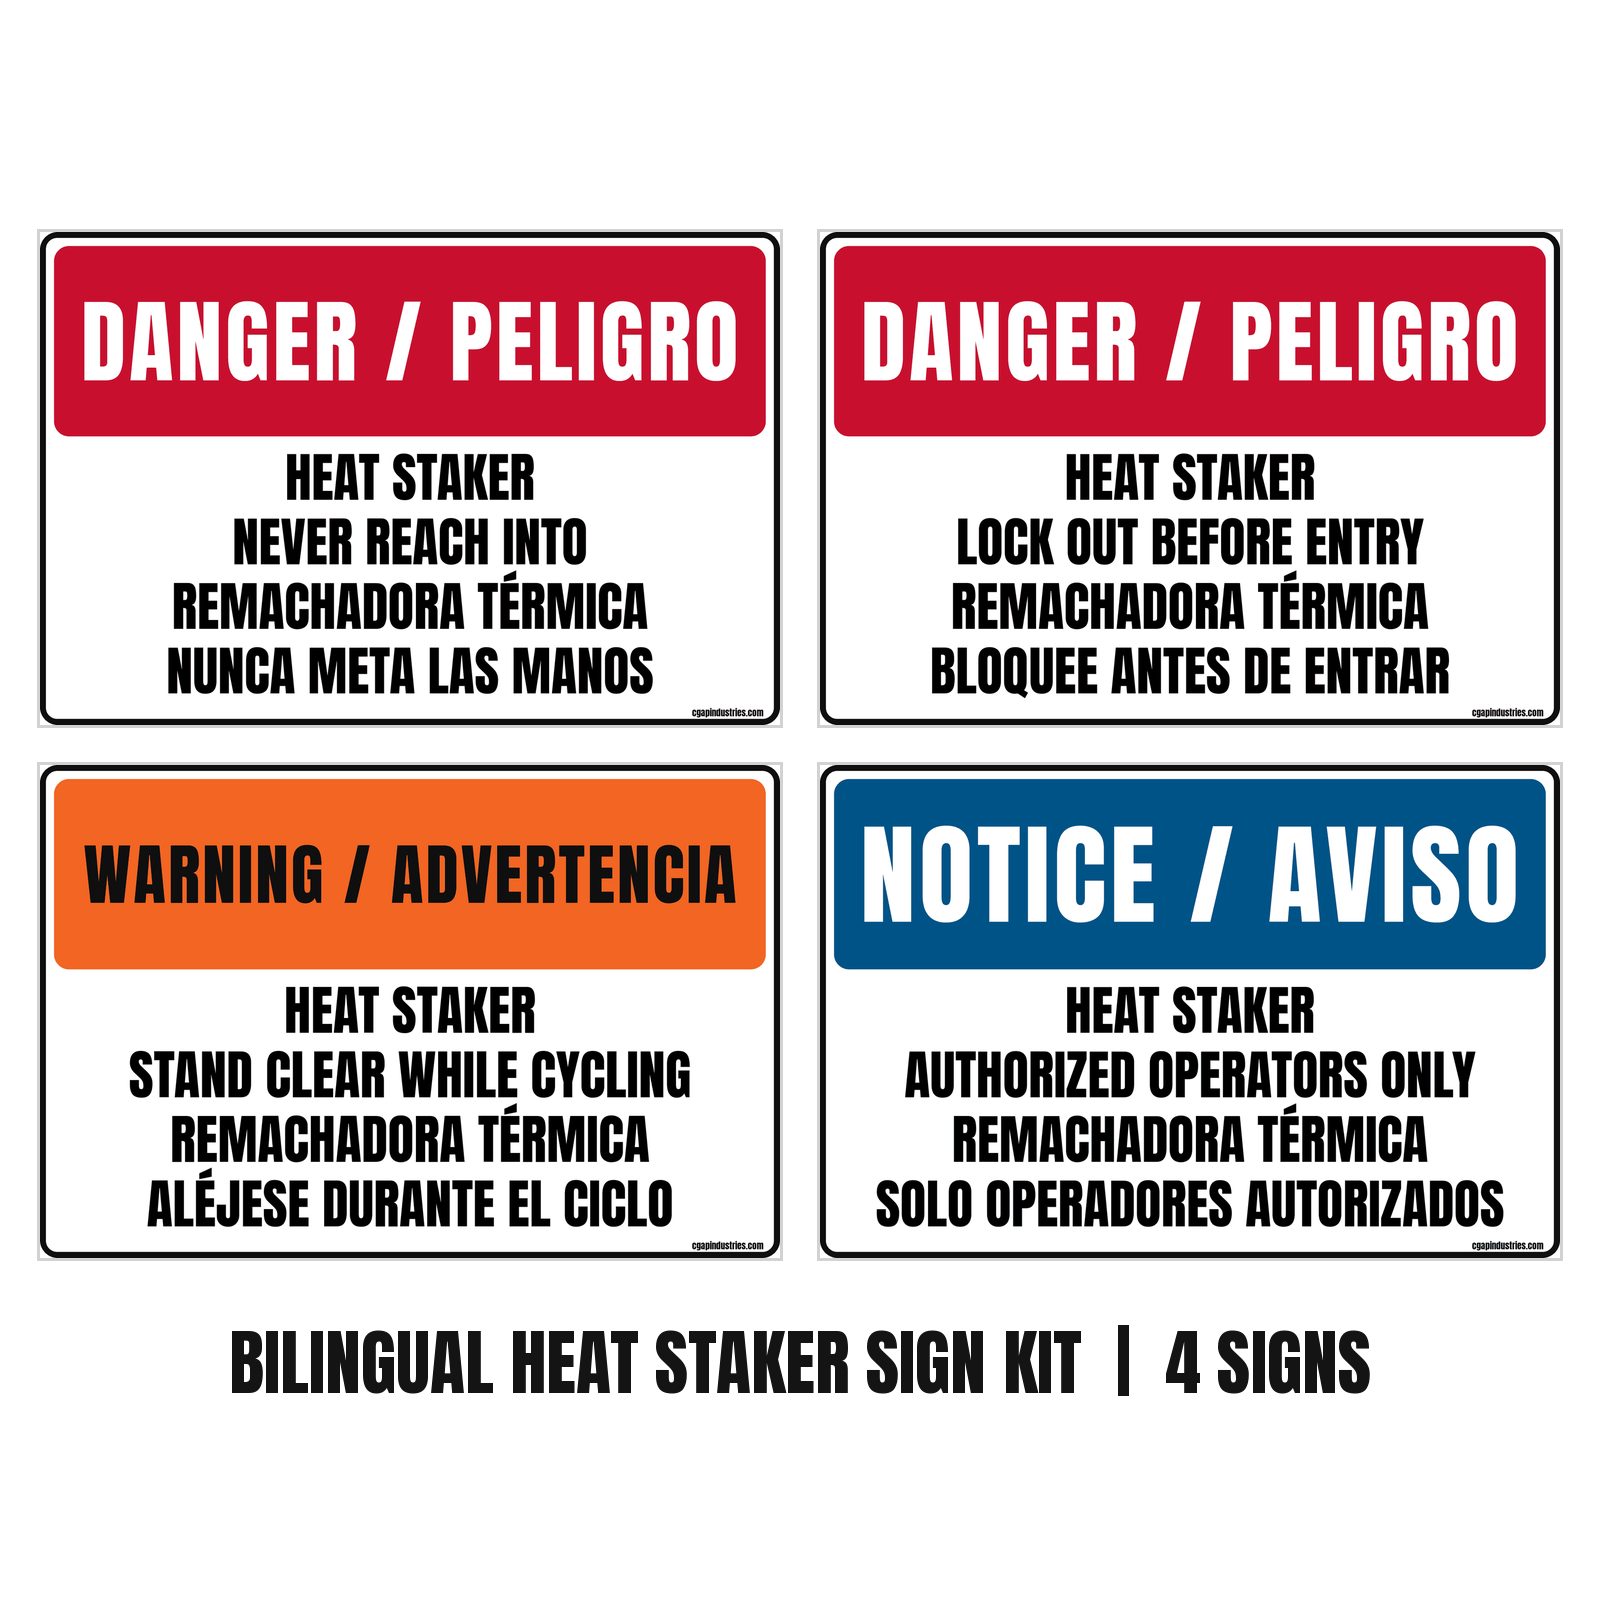 DANGER / PELIGRO
HEAT STAKER
NEVER REACH INTO
REMACHADORA TÉRMICA
NUNCA META LAS MANOS
cgapindustries.com
DANGER / PELIGRO
HEAT STAKER
LOCK OUT BEFORE ENTRY
REMACHADORA TÉRMICA
BLOQUEE ANTES DE ENTRAR
cgapindustries.com
WARNING / ADVERTENCIA
HEAT STAKER
STAND CLEAR WHILE CYCLING
REMACHADORA TÉRMICA
ALÉJESE DURANTE EL CICLO
cgapindustries.com
NOTICE / AVISO
HEAT STAKER
AUTHORIZED OPERATORS ONLY
REMACHADORA TÉRMICA
SOLO OPERADORES AUTORIZADOS
cgapindustries.com
BILINGUAL HEAT STAKER SIGN KIT | 4 SIGNS